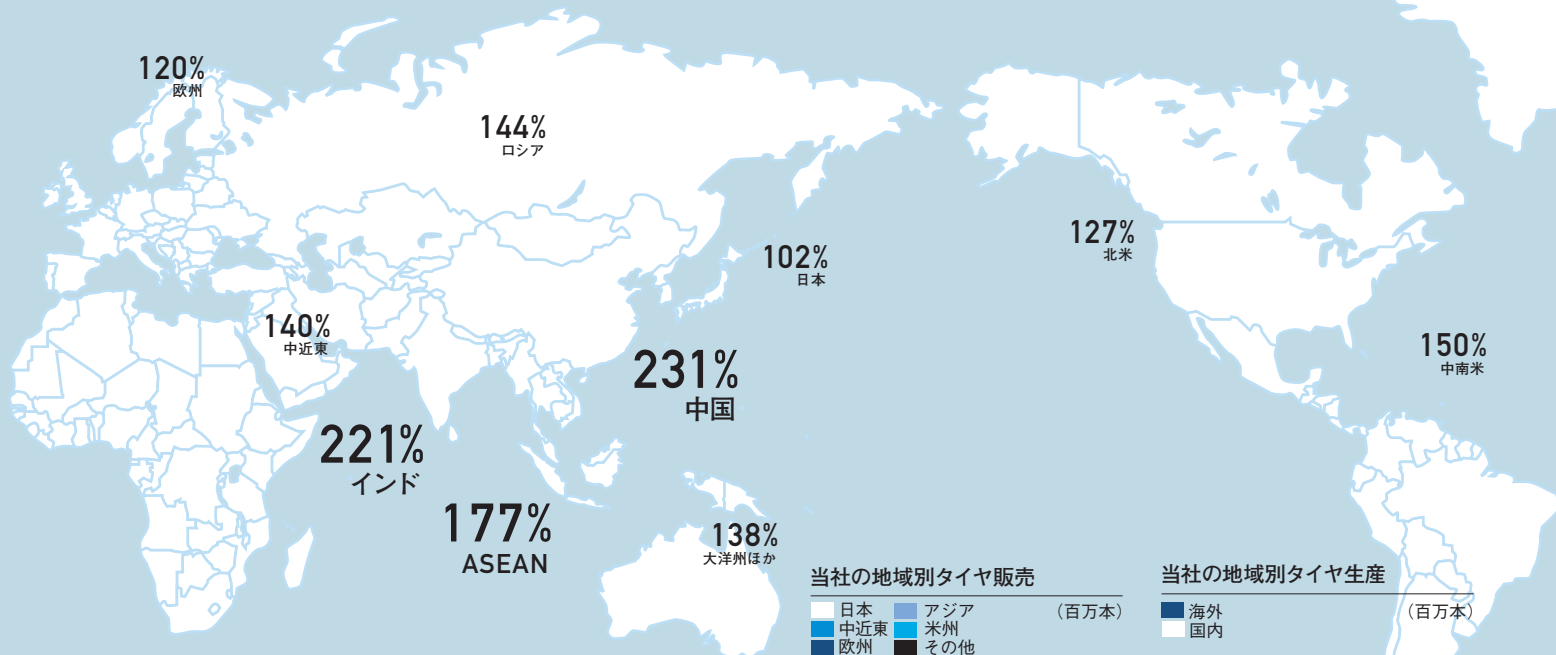 120%
欧州
144%
ロシア
102%
日本
127%
北米
140%
中近東
150%
中南米
231%
中国
221%
インド
177%
ASEAN
138%
大洋州ほか
当社の地域別タイヤ販売
日本 アジア (百万本)
中近東 米州
欧州 その他
当社の地域別タイヤ生産
海外 (百万本)
国内